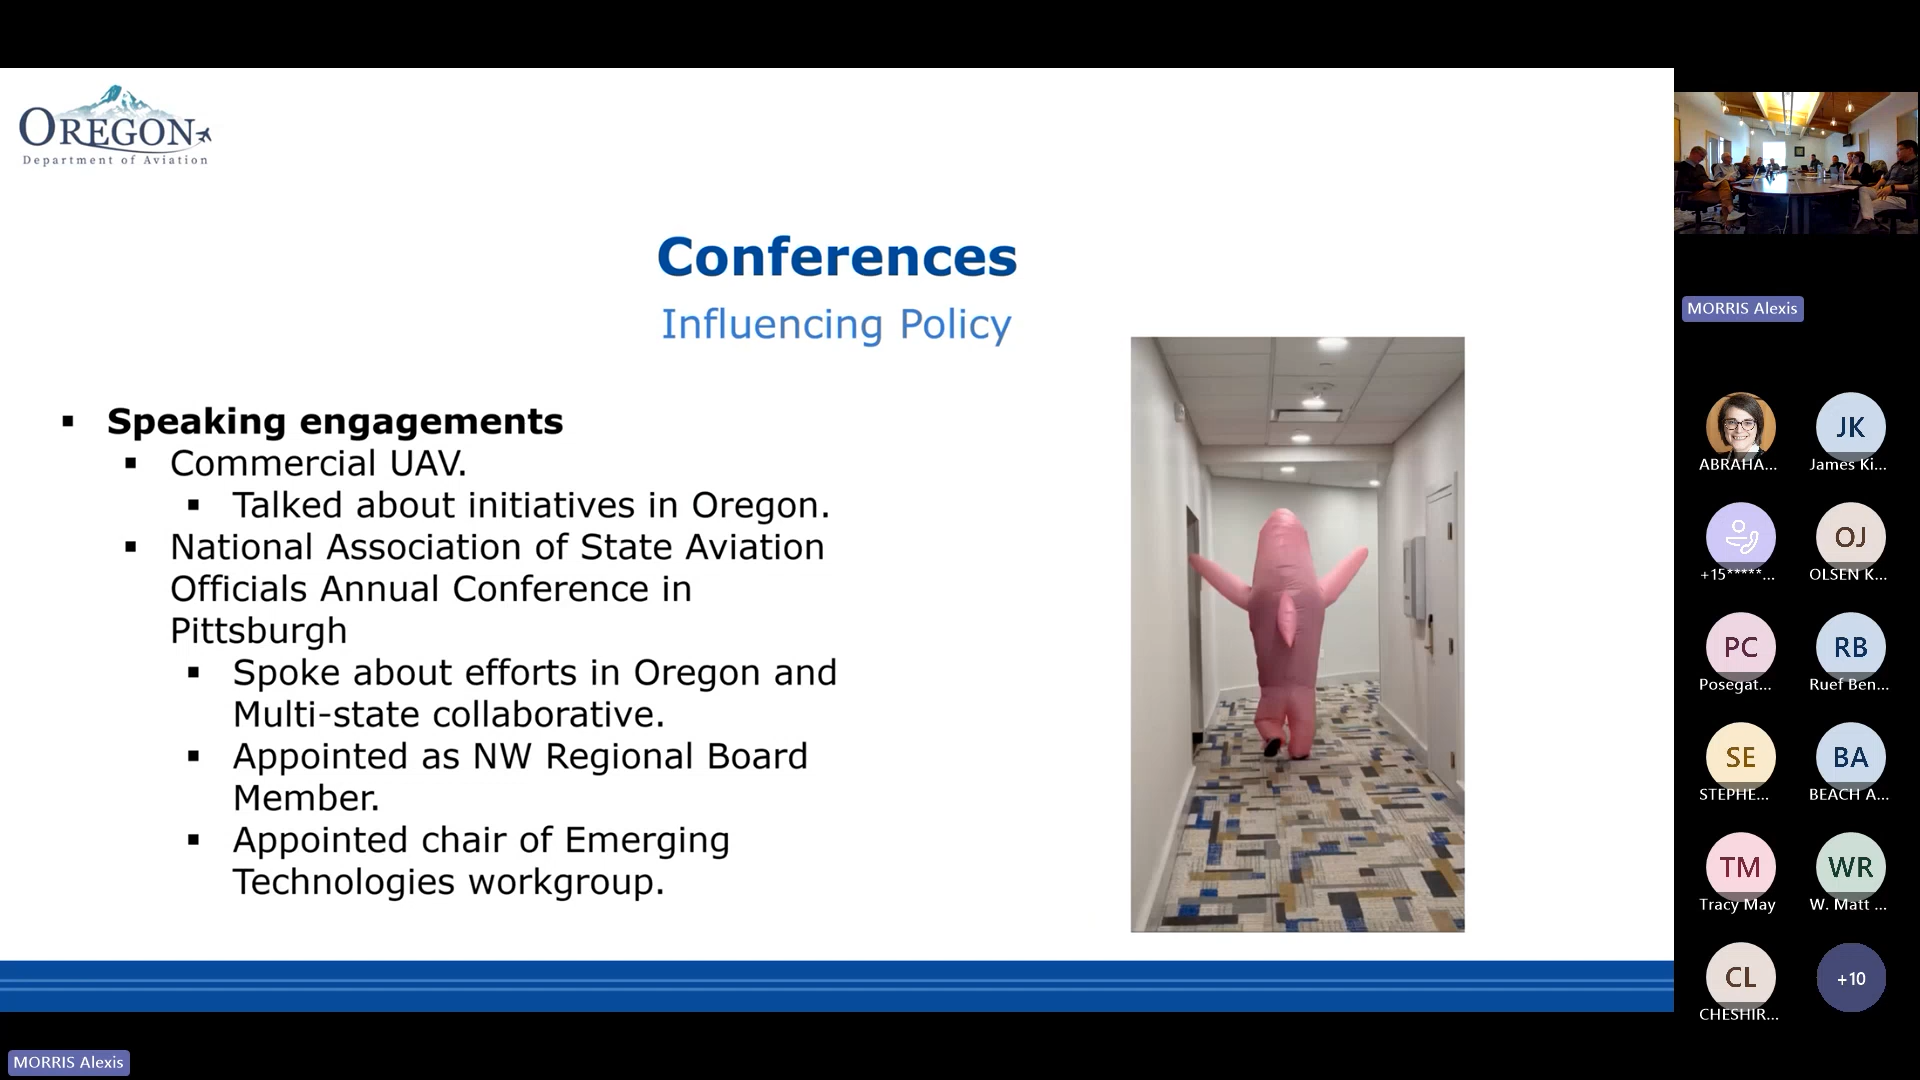 OREGON
Department of Aviation
Conferences
Influencing Policy
▪ Speaking engagements
▪ Commercial UAV.
▪ Talked about initiatives in Oregon.
▪ National Association of State Aviation
Officials Annual Conference in
Pittsburgh
▪ Spoke about efforts in Oregon and
Multi-state collaborative.
▪ Appointed as NW Regional Board
Member.
▪ Appointed chair of Emerging
Technologies workgroup.
MORRIS Alexis
ABRAHA...
JK
James Ki...
+15*****...
OJ
OLSEN K...
PC
Posegat...
RB
Ruef Ben...
SE
STEPHE...
BA
BEACH A...
TM
Tracy May
WR
W. Matt ...
CL
CHESHIR...
+10
MORRIS Alexis